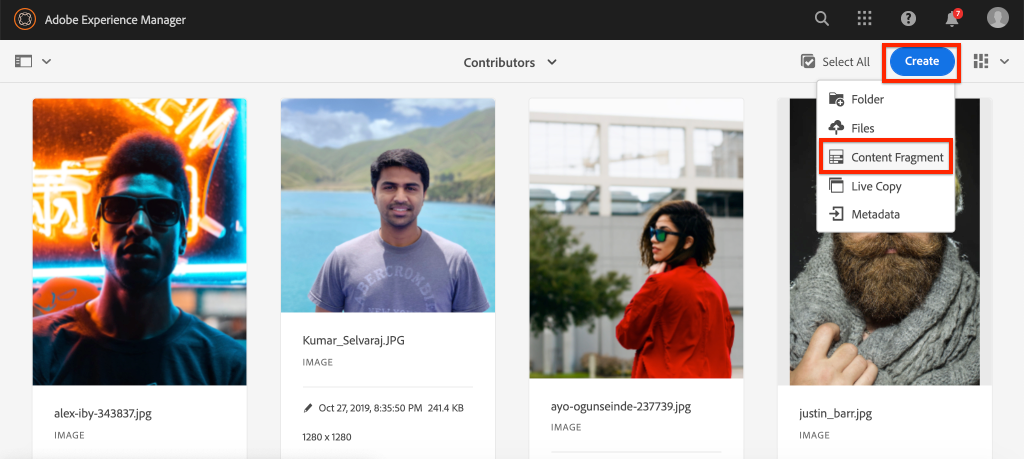 Adobe Experience Manager
7
Contributors
Select All
Create
Folder
Files
Content Fragment
Live Copy
Metadata
ABERCROMBIE
Kumar_Selvaraj.JPG
IMAGE
Oct 27, 2019, 8:35:50 PM 241.4 KB
1280 x 1280
alex-iby-343837.jpg
IMAGE
ayo-ogunseinde-237739.jpg
IMAGE
justin_barr.jpg
IMAGE